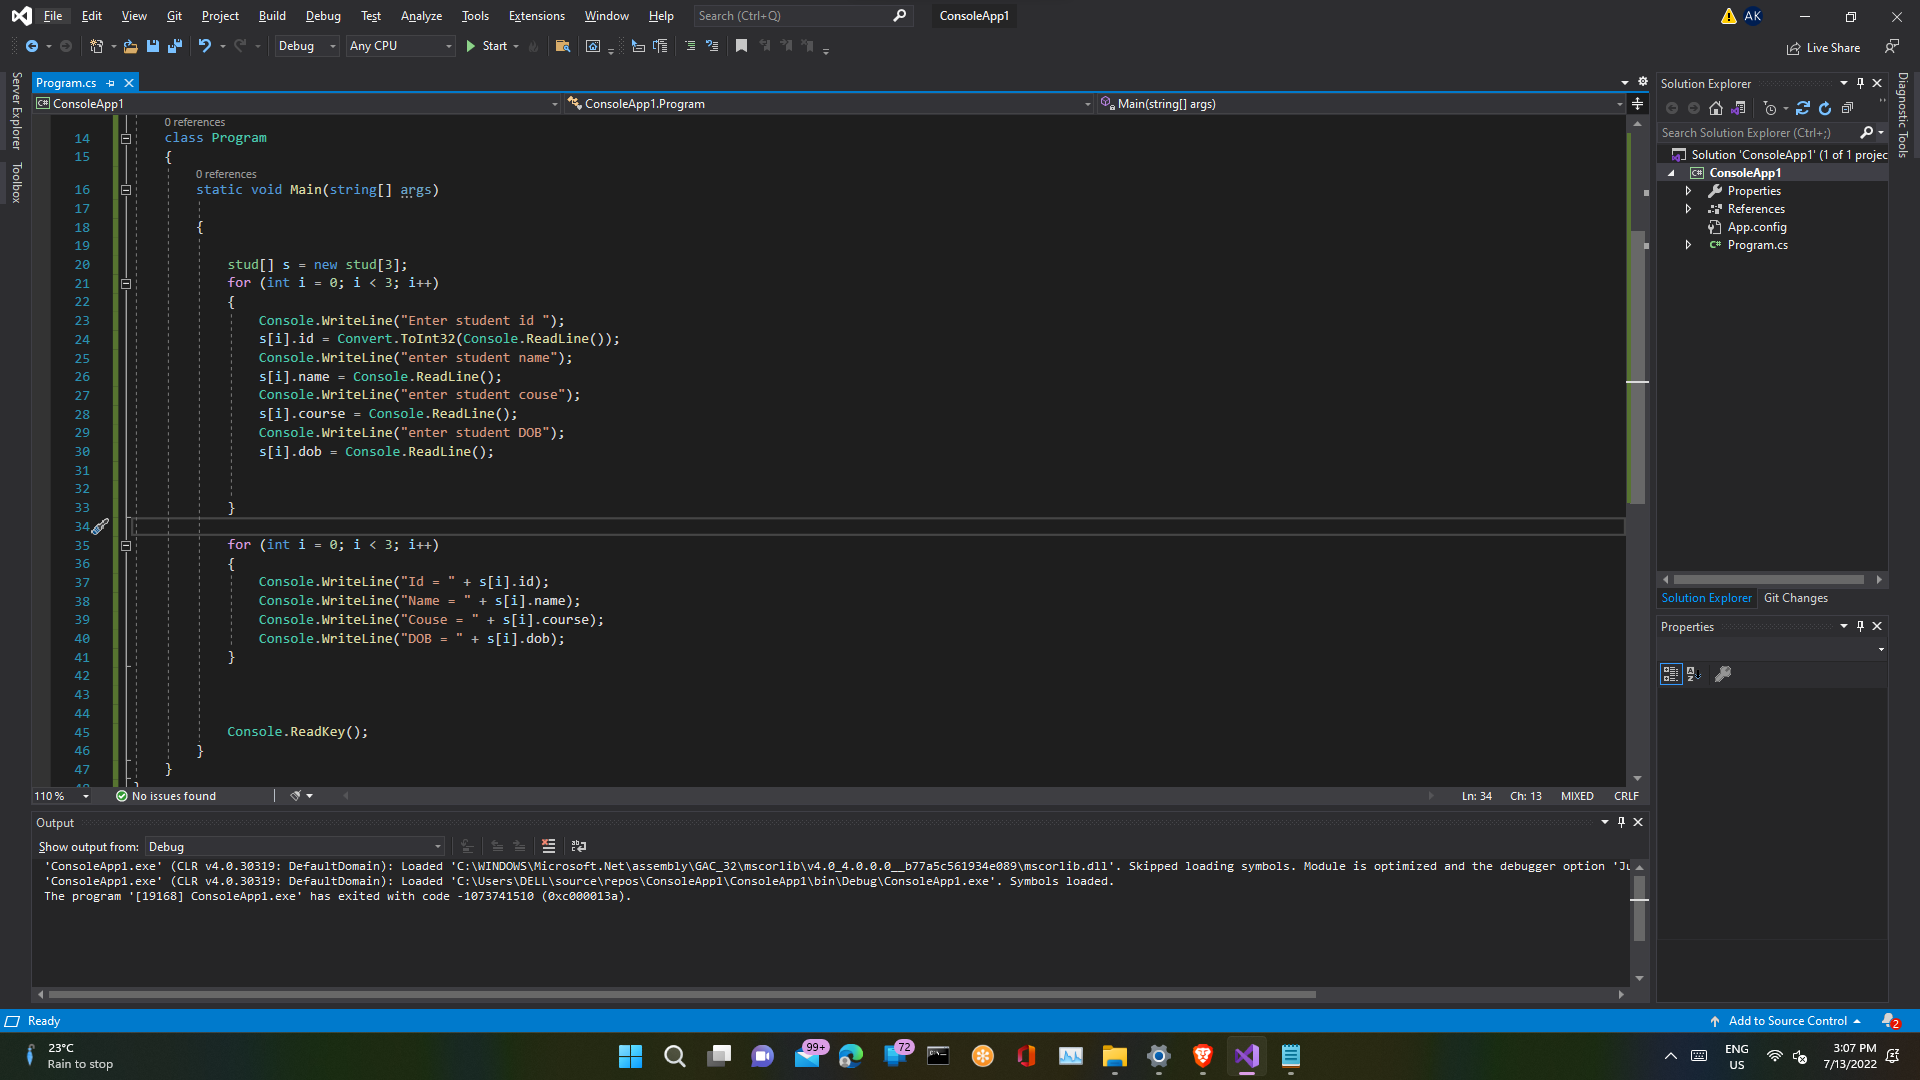 File Edit View Git Project Build Debug Test Analyze Tools Extensions Window Help Search (Ctrl+Q) ConsoleApp1 AK
Debug Any CPU Start Live Share
Server Explorer
Toolbox
Program.cs
ConsoleApp1 ConsoleApp1.Program Main(string[] args)
0 references
14 class Program
15 {
0 references
16 static void Main(string[] args)
17
18 {
19
20 stud[] s = new stud[3];
21 for (int i = 0; i < 3; i++)
22 {
23 Console.WriteLine("Enter student id ");
24 s[i].id = Convert.ToInt32(Console.ReadLine());
25 Console.WriteLine("enter student name");
26 s[i].name = Console.ReadLine();
27 Console.WriteLine("enter student couse");
28 s[i].course = Console.ReadLine();
29 Console.WriteLine("enter student DOB");
30 s[i].dob = Console.ReadLine();
31
32
33 }
34
35 for (int i = 0; i < 3; i++)
36 {
37 Console.WriteLine("Id = " + s[i].id);
38 Console.WriteLine("Name = " + s[i].name);
39 Console.WriteLine("Couse = " + s[i].course);
40 Console.WriteLine("DOB = " + s[i].dob);
41 }
42
43
44
45 Console.ReadKey();
46 }
47 }
110 % No issues found Ln: 34 Ch: 13 MIXED CRLF
Output
Show output from: Debug
'ConsoleApp1.exe' (CLR v4.0.30319: DefaultDomain): Loaded 'C:\WINDOWS\Microsoft.Net\assembly\GAC_32\mscorlib\v4.0_4.0.0.0__b77a5c561934e089\mscorlib.dll'. Skipped loading symbols. Module is optimized and the debugger option 'Ju
'ConsoleApp1.exe' (CLR v4.0.30319: DefaultDomain): Loaded 'C:\Users\DELL\source\repos\ConsoleApp1\ConsoleApp1\bin\Debug\ConsoleApp1.exe'. Symbols loaded.
The program '[19168] ConsoleApp1.exe' has exited with code -1073741510 (0xc000013a).
Solution Explorer
Search Solution Explorer (Ctrl+;)
Solution 'ConsoleApp1' (1 of 1 projec
C# ConsoleApp1
Properties
References
App.config
C# Program.cs
Solution Explorer Git Changes
Properties
Diagnostic Tools
Ready Add to Source Control 2
23°C
Rain to stop
99+
72
ENG
US
3:07 PM
7/13/2022